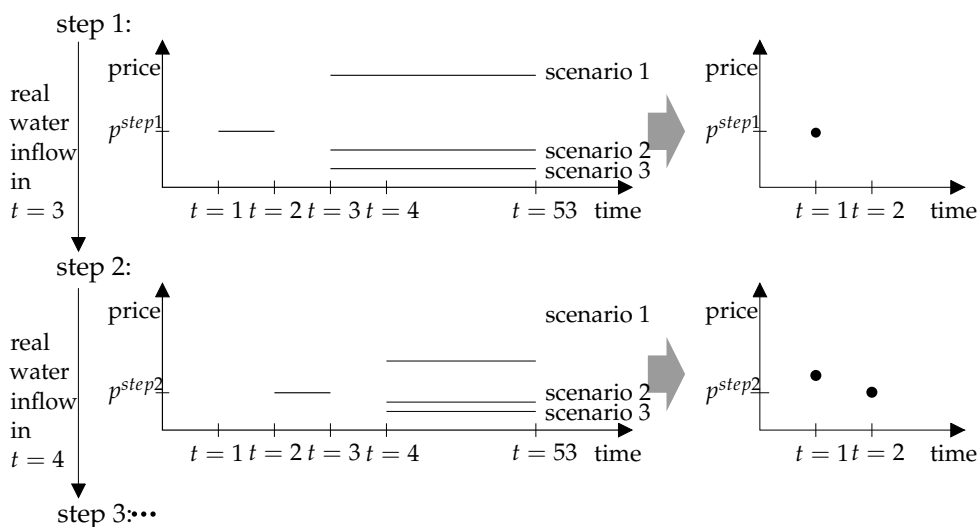 step 1:
real
water
inflow
in
t = 3
price
p^{step1}
scenario 1
scenario 2
scenario 3
t = 1 t = 2 t = 3 t = 4 t = 53 time
price
p^{step1}
t = 1 t = 2 time
step 2:
real
water
inflow
in
t = 4
price
p^{step2}
scenario 1
scenario 2
scenario 3
t = 1 t = 2 t = 3 t = 4 t = 53 time
price
p^{step2}
t = 1 t = 2 time
step 3:•••